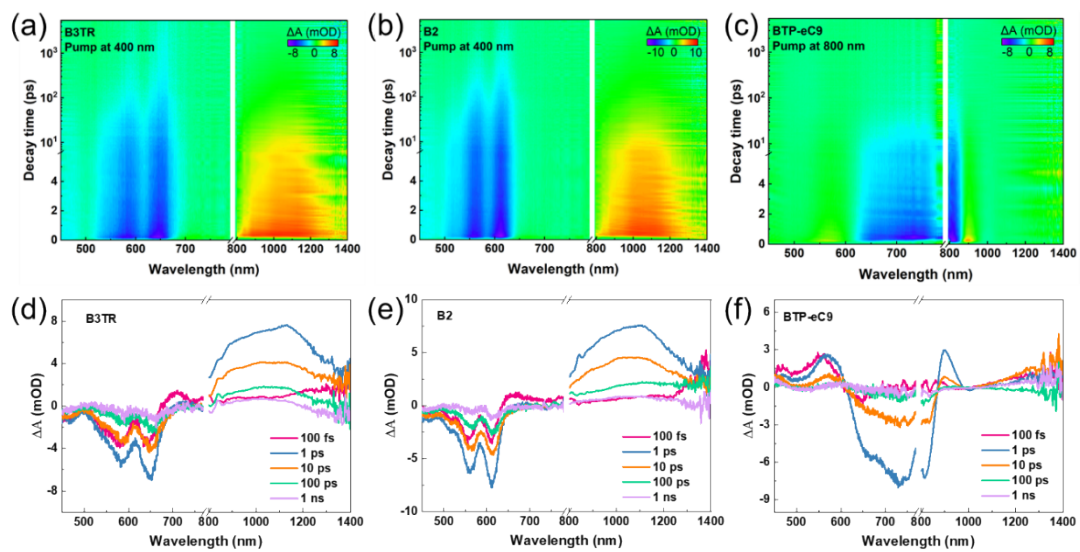 (a)
B3TR
Pump at 400 nm
ΔA (mOD)
-8 0 8
10³
10²
10¹
4
2
0
Decay time (ps)
500 600 700 800 1000 1200 1400
Wavelength (nm)
(b)
B2
Pump at 400 nm
ΔA (mOD)
-10 0 10
10³
10²
10¹
4
2
0
Decay time (ps)
500 600 700 800 1000 1200 1400
Wavelength (nm)
(c)
BTP-eC9
Pump at 800 nm
ΔA (mOD)
-8 0 8
10³
10²
10¹
4
2
0
Decay time (ps)
500 600 700 800 1000 1200 1400
Wavelength (nm)
(d)
B3TR
8
4
0
-4
-8
ΔA (mOD)
100 fs
1 ps
10 ps
100 ps
1 ns
500 600 700 800 1000 1200 1400
Wavelength (nm)
(e)
B2
10
5
0
-5
-10
ΔA (mOD)
100 fs
1 ps
10 ps
100 ps
1 ns
500 600 700 800 1000 1200 1400
Wavelength (nm)
(f)
BTP-eC9
6
3
0
-3
-6
-9
ΔA (mOD)
100 fs
1 ps
10 ps
100 ps
1 ns
500 600 700 800 1000 1200 1400
Wavelength (nm)